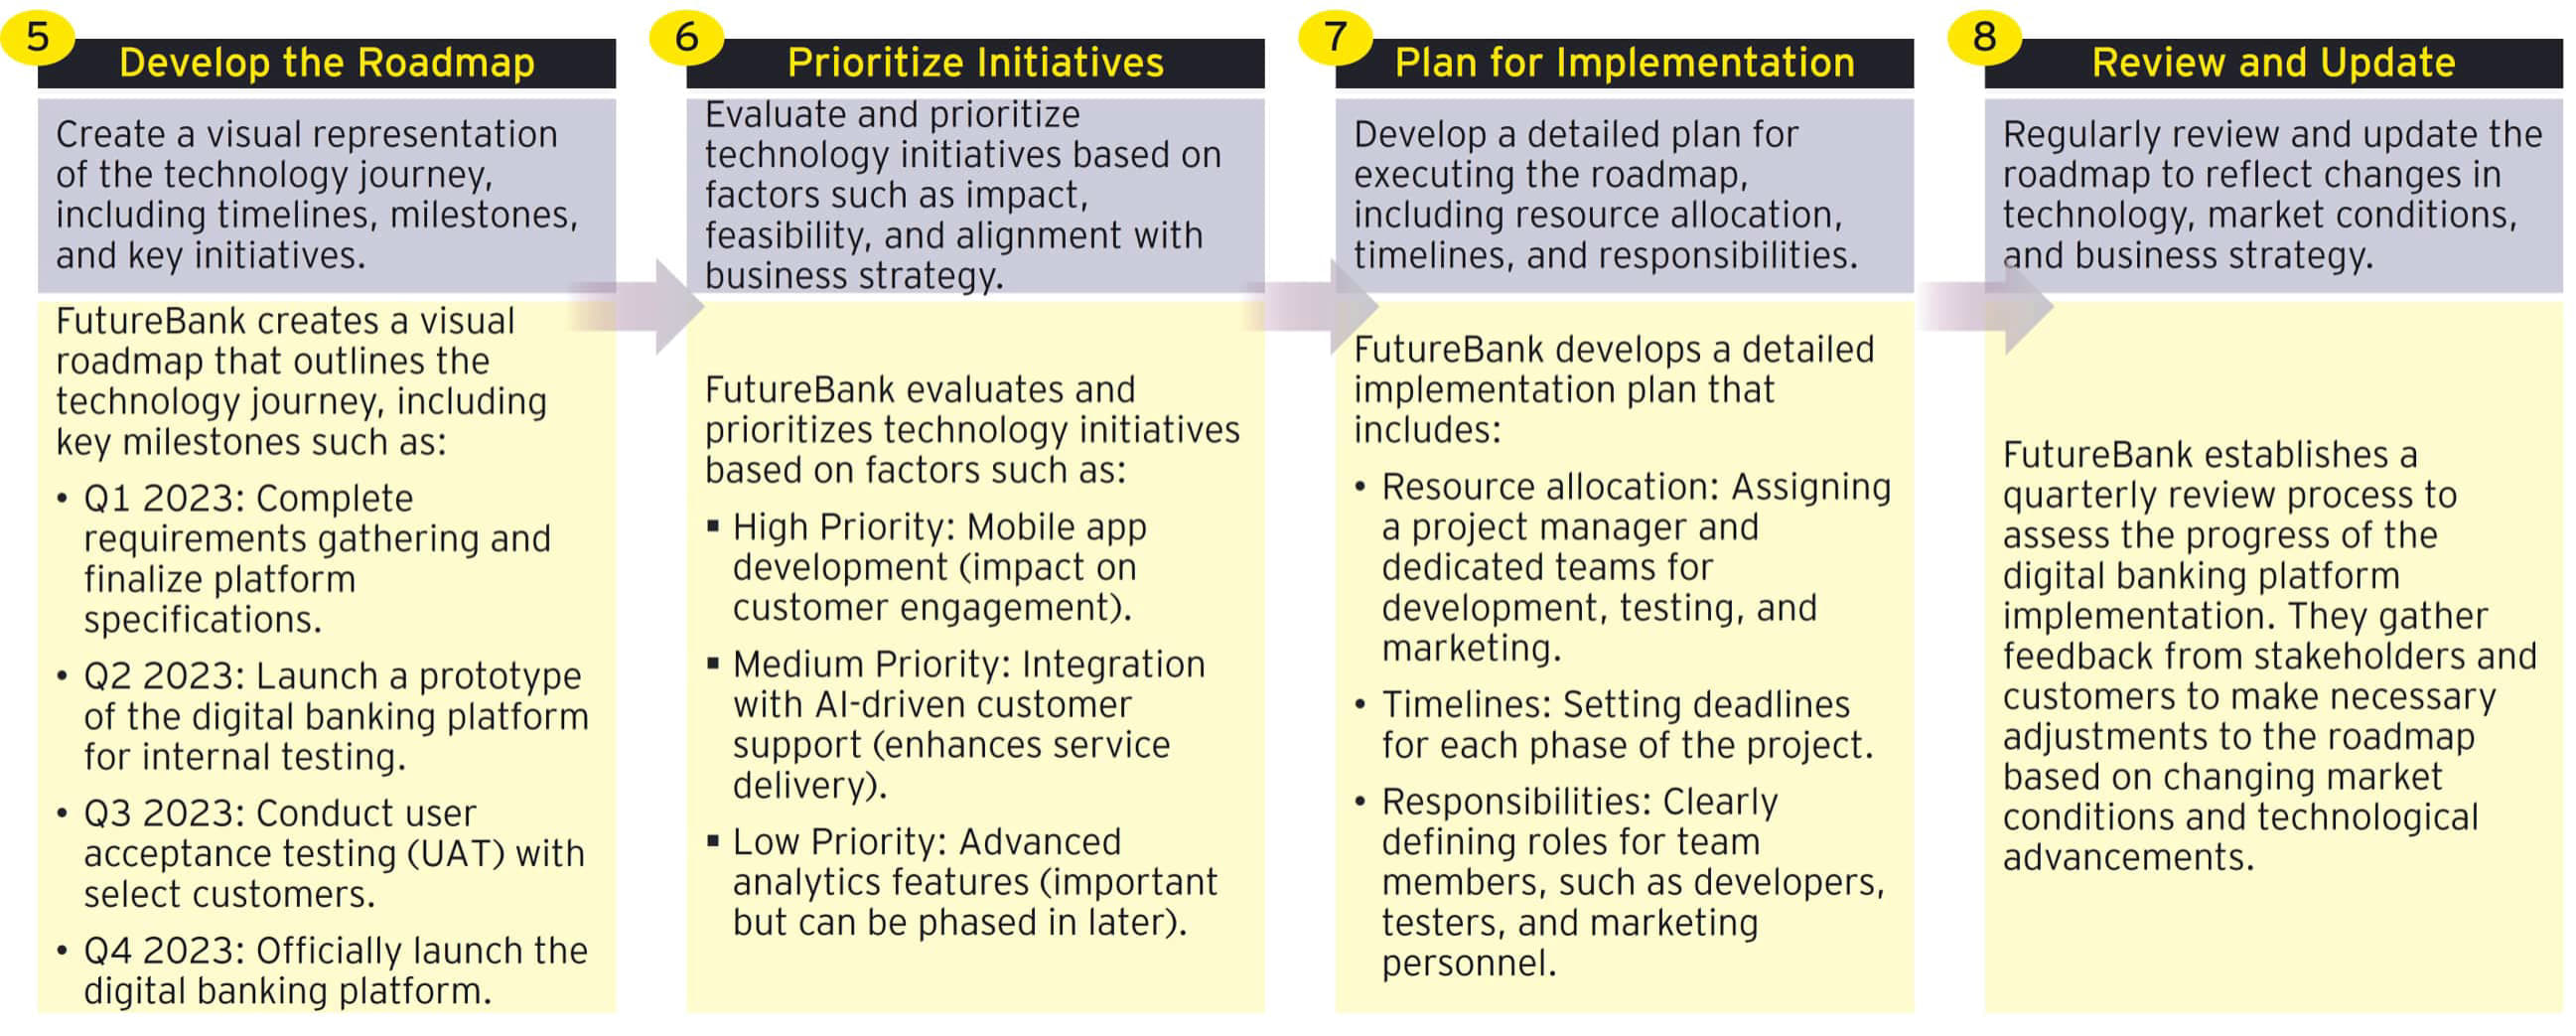 5
Develop the Roadmap
Create a visual representation
of the technology journey,
including timelines, milestones,
and key initiatives.
FutureBank creates a visual
roadmap that outlines the
technology journey, including
key milestones such as:
• Q1 2023: Complete
requirements gathering and
finalize platform
specifications.
• Q2 2023: Launch a prototype
of the digital banking platform
for internal testing.
• Q3 2023: Conduct user
acceptance testing (UAT) with
select customers.
• Q4 2023: Officially launch the
digital banking platform.
6
Prioritize Initiatives
Evaluate and prioritize
technology initiatives based on
factors such as impact,
feasibility, and alignment with
business strategy.
FutureBank evaluates and
prioritizes technology initiatives
based on factors such as:
▪ High Priority: Mobile app
development (impact on
customer engagement).
▪ Medium Priority: Integration
with AI-driven customer
support (enhances service
delivery).
▪ Low Priority: Advanced
analytics features (important
but can be phased in later).
7
Plan for Implementation
Develop a detailed plan for
executing the roadmap,
including resource allocation,
timelines, and responsibilities.
FutureBank develops a detailed
implementation plan that
includes:
• Resource allocation: Assigning
a project manager and
dedicated teams for
development, testing, and
marketing.
• Timelines: Setting deadlines
for each phase of the project.
• Responsibilities: Clearly
defining roles for team
members, such as developers,
testers, and marketing
personnel.
8
Review and Update
Regularly review and update the
roadmap to reflect changes in
technology, market conditions,
and business strategy.
FutureBank establishes a
quarterly review process to
assess the progress of the
digital banking platform
implementation. They gather
feedback from stakeholders and
customers to make necessary
adjustments to the roadmap
based on changing market
conditions and technological
advancements.